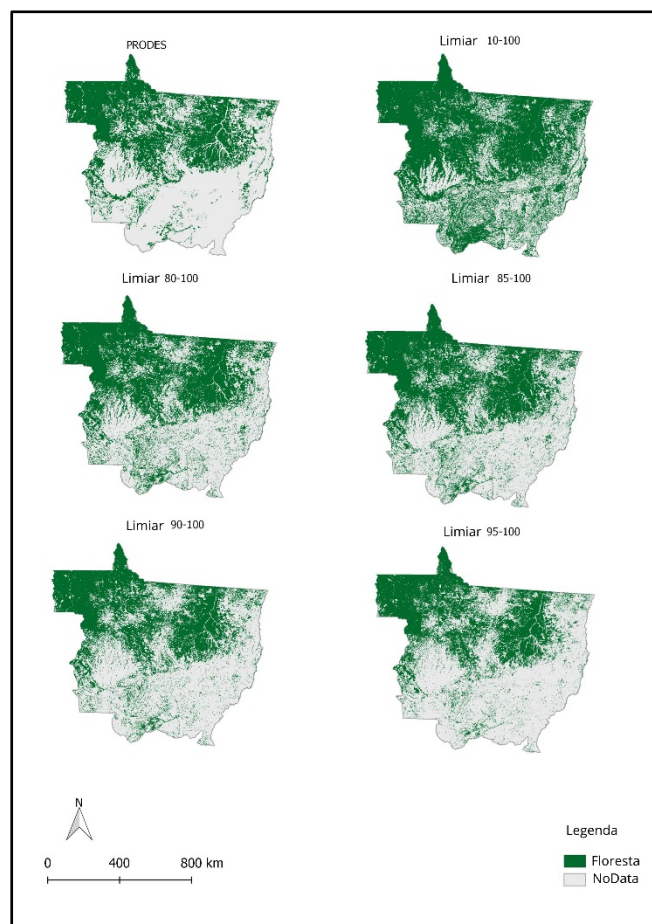 PRODES
Limiar 10-100
Limiar 80-100
Limiar 85-100
Limiar 90-100
Limiar 95-100
N
0 400 800 km
Legenda
Floresta
NoData